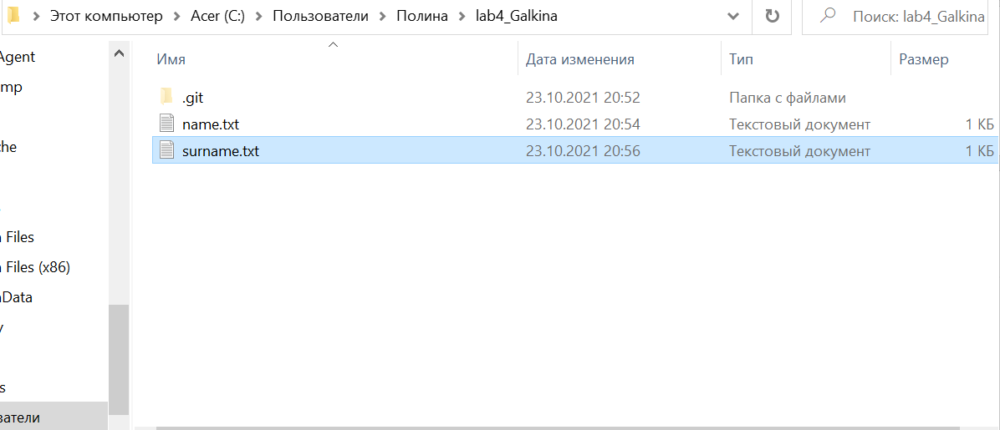 Этот компьютер > Acer (C:) > Пользователи > Полина > lab4_Galkina
Поиск: lab4_Galkina
Agent
mp
che
Files
Files (x86)
Data
y
s
ватели
Имя Дата изменения Тип Размер
.git 23.10.2021 20:52 Папка с файлами
name.txt 23.10.2021 20:54 Текстовый документ 1 КБ
surname.txt 23.10.2021 20:56 Текстовый документ 1 КБ